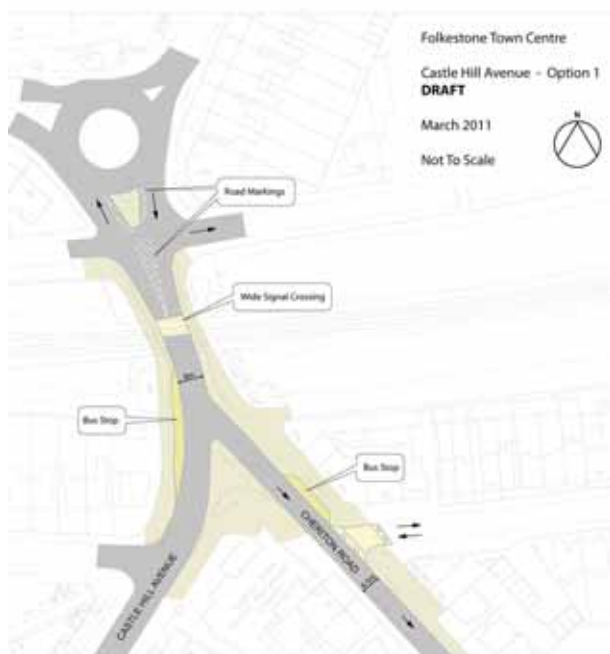 Folkestone Town Centre
Castle Hill Avenue - Option 1
DRAFT
March 2011
N
Not To Scale
Road Markings
Wide Signal Crossing
Bus Stop
Bus Stop
CHERITON ROAD
CASTLE HILL AVENUE